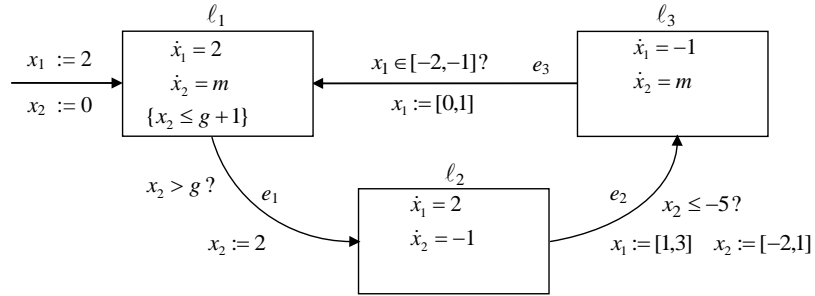 ℓ₁
ℓ₃
x₁ := 2
x₂ := 0
ẋ₁ = 2
ẋ₂ = m
{x₂ ≤ g+1}
x₁ ∈[-2,-1]? e₃
x₁ := [0,1]
ẋ₁ = -1
ẋ₂ = m
x₂ > g ?
e₁
x₂ := 2
ℓ₂
ẋ₁ = 2
ẋ₂ = -1
e₂
x₂ ≤ -5?
x₁ := [1,3] x₂ := [-2,1]